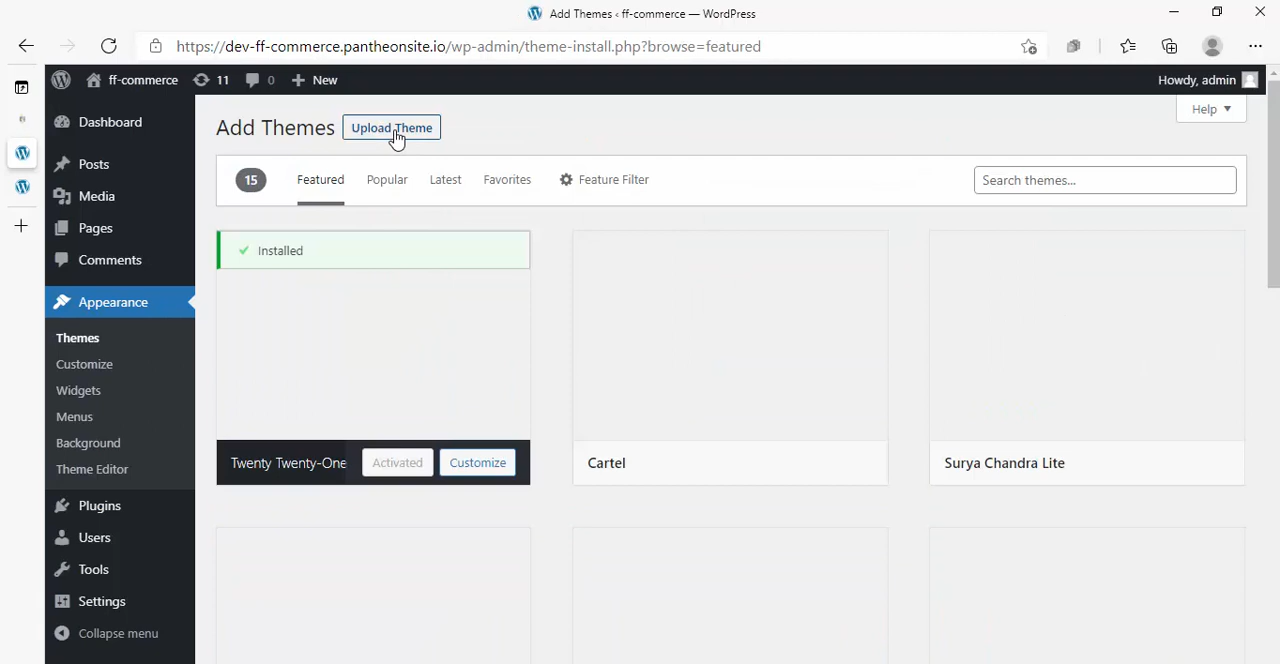 Add Themes ‹ ff-commerce — WordPress
https://dev-ff-commerce.pantheonsite.io/wp-admin/theme-install.php?browse=featured
ff-commerce 11 0 New Howdy, admin
Help
Add Themes Upload Theme
15 Featured Popular Latest Favorites Feature Filter Search themes...
Dashboard
Posts
Media
Pages
Comments
Appearance
Themes
Customize
Widgets
Menus
Background
Theme Editor
Plugins
Users
Tools
Settings
Collapse menu
Installed
Twenty Twenty-One Activated Customize
Cartel
Surya Chandra Lite